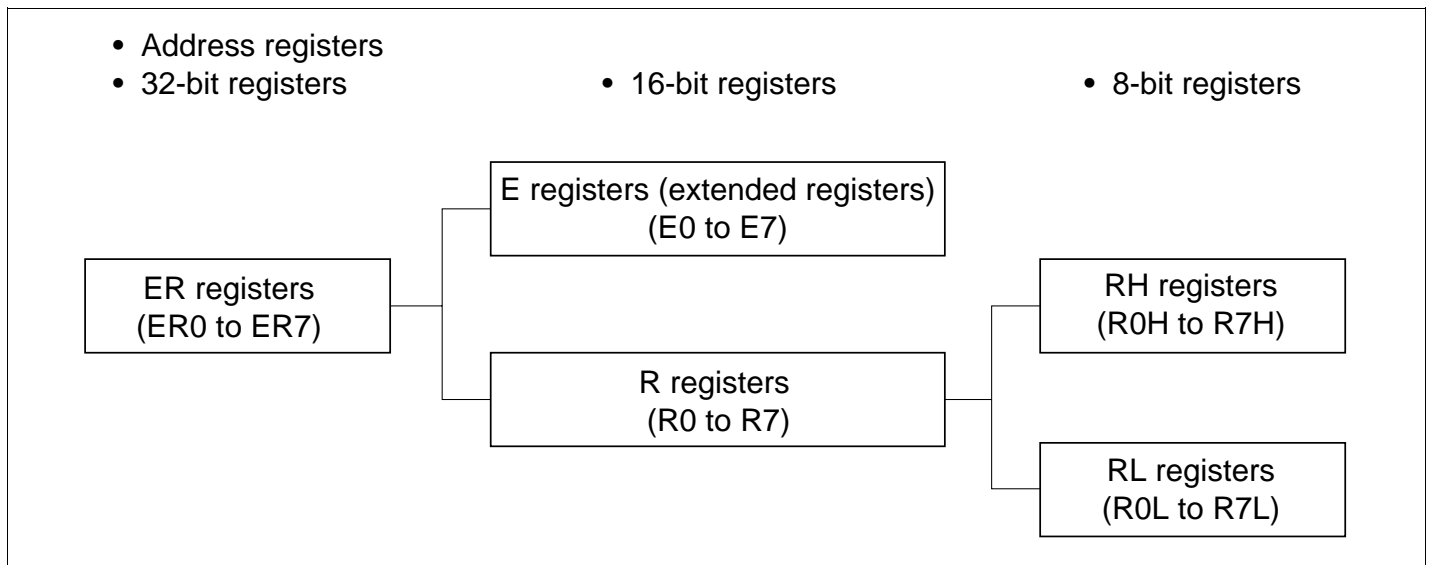 • Address registers
• 32-bit registers
• 16-bit registers
• 8-bit registers
E registers (extended registers)
(E0 to E7)
ER registers
(ER0 to ER7)
RH registers
(R0H to R7H)
R registers
(R0 to R7)
RL registers
(R0L to R7L)